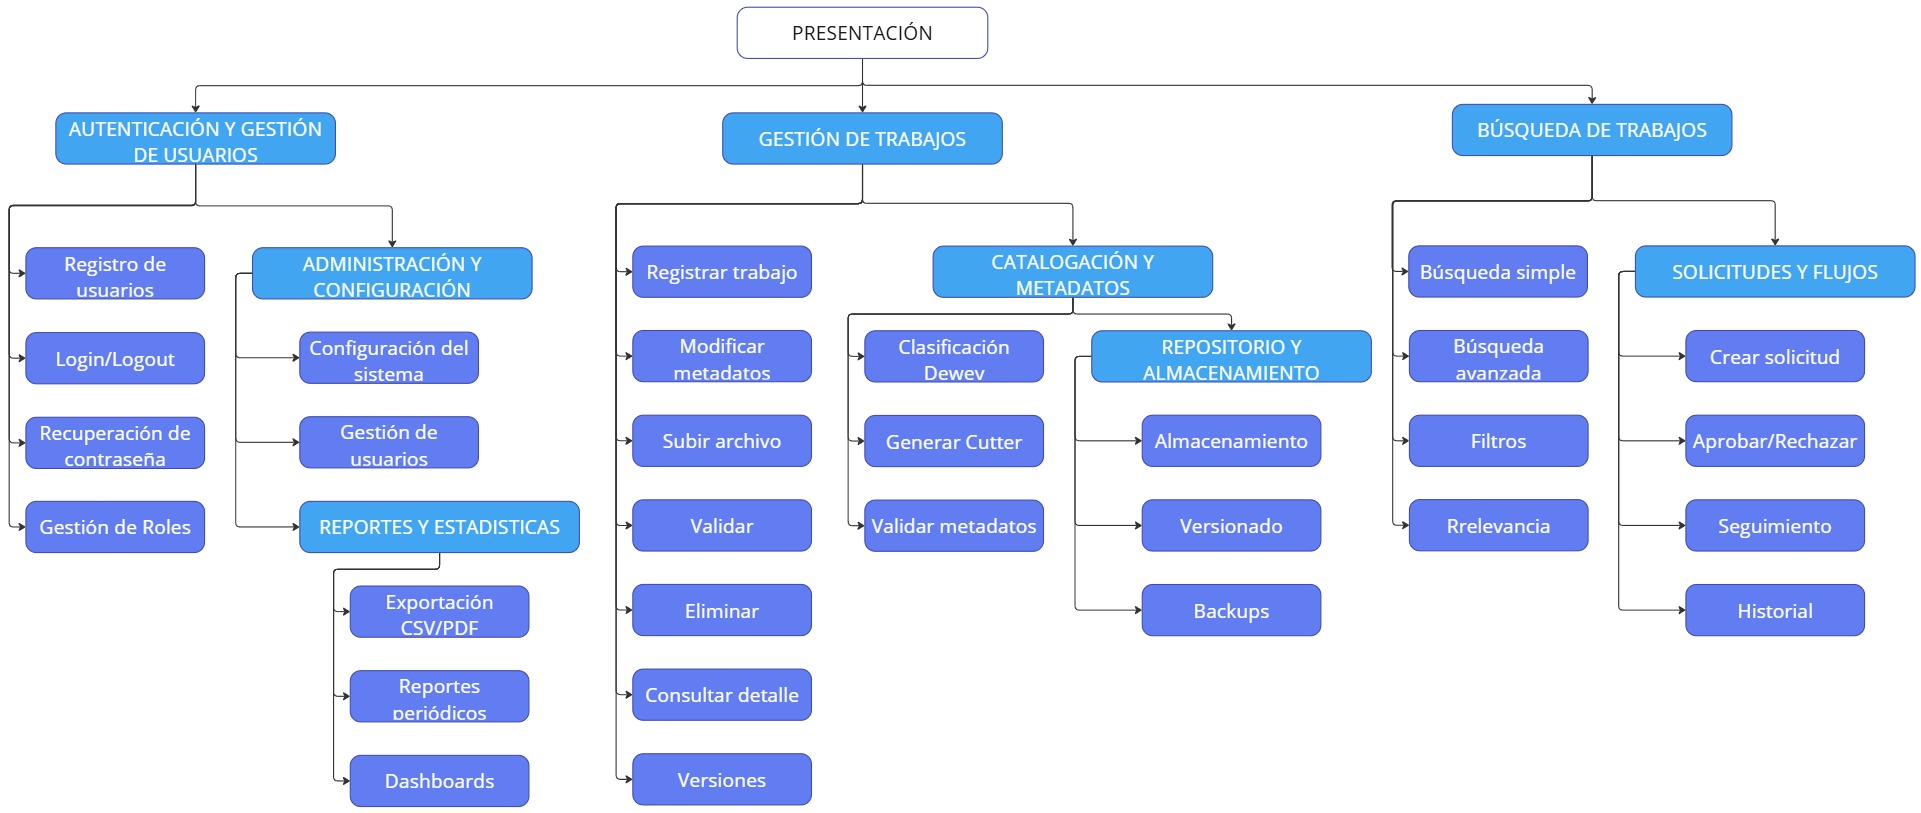 PRESENTACIÓN
AUTENTICACIÓN Y GESTIÓN
DE USUARIOS
GESTIÓN DE TRABAJOS
BÚSQUEDA DE TRABAJOS
Registro de
usuarios
Login/Logout
Recuperación de
contraseña
Gestión de Roles
ADMINISTRACIÓN Y
CONFIGURACIÓN
Configuración del
sistema
Gestión de
usuarios
REPORTES Y ESTADISTICAS
Exportación
CSV/PDF
Reportes
periódicos
Dashboards
Registrar trabajo
Modificar
metadatos
Subir archivo
Validar
Eliminar
Consultar detalle
Versiones
CATALOGACIÓN Y
METADATOS
Clasificación
Dewey
Generar Cutter
Validar metadatos
REPOSITORIO Y
ALMACENAMIENTO
Almacenamiento
Versionado
Backups
Búsqueda simple
Búsqueda
avanzada
Filtros
Rrelevancia
SOLICITUDES Y FLUJOS
Crear solicitud
Aprobar/Rechazar
Seguimiento
Historial